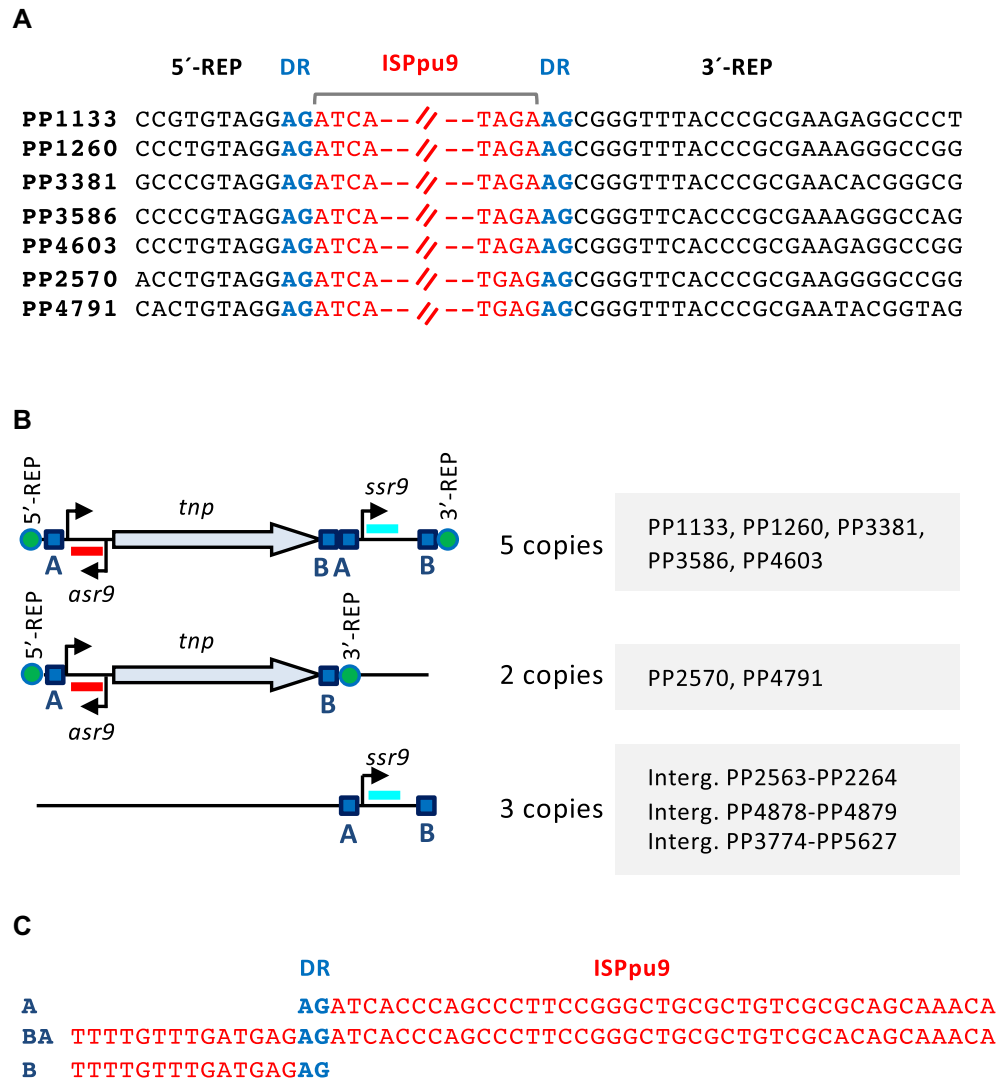 A
5´-REP DR ISPpu9 DR 3´-REP
PP1133 CCGTGTAGGAGATCA--//--TAGAAGCGGGTTTACCCGCGAAGAGGCCCT
PP1260 CCCTGTAGGAGATCA--//--TAGAAGCGGGTTTACCCGCGAAAGGGCCGG
PP3381 GCCCGTAGGAGATCA--//--TAGAAGCGGGTTTACCCGCGAACACGGGCG
PP3586 CCCCGTAGGAGATCA--//--TAGAAGCGGGTTCACCCGCGAAAGGGCCAG
PP4603 CCCTGTAGGAGATCA--//--TAGAAGCGGGTTCACCCGCGAAGAGGCCGG
PP2570 ACCTGTAGGAGATCA--//--TGAGAGCGGGTTCACCCGCGAAGGGGCCGG
PP4791 CACTGTAGGAGATCA--//--TGAGAGCGGGTTTACCCGCGAATACGGTAG
B
5’-REP
tnp
ssr9
3’-REP
A
asr9
B A
B
5 copies
PP1133, PP1260, PP3381,
PP3586, PP4603
5’-REP
tnp
3’-REP
A
asr9
B
2 copies
PP2570, PP4791
ssr9
A
B
3 copies
Interg. PP2563-PP2264
Interg. PP4878-PP4879
Interg. PP3774-PP5627
C
DR ISPpu9
A AGATCACCCAGCCCTTCCGGGCTGCGCTGTCGCGCAGCAAACA
BA TTTTGTTTGATGAGAGATCACCCAGCCCTTCCGGGCTGCGCTGTCGCACAGCAAACA
B TTTTGTTTGATGAGAG